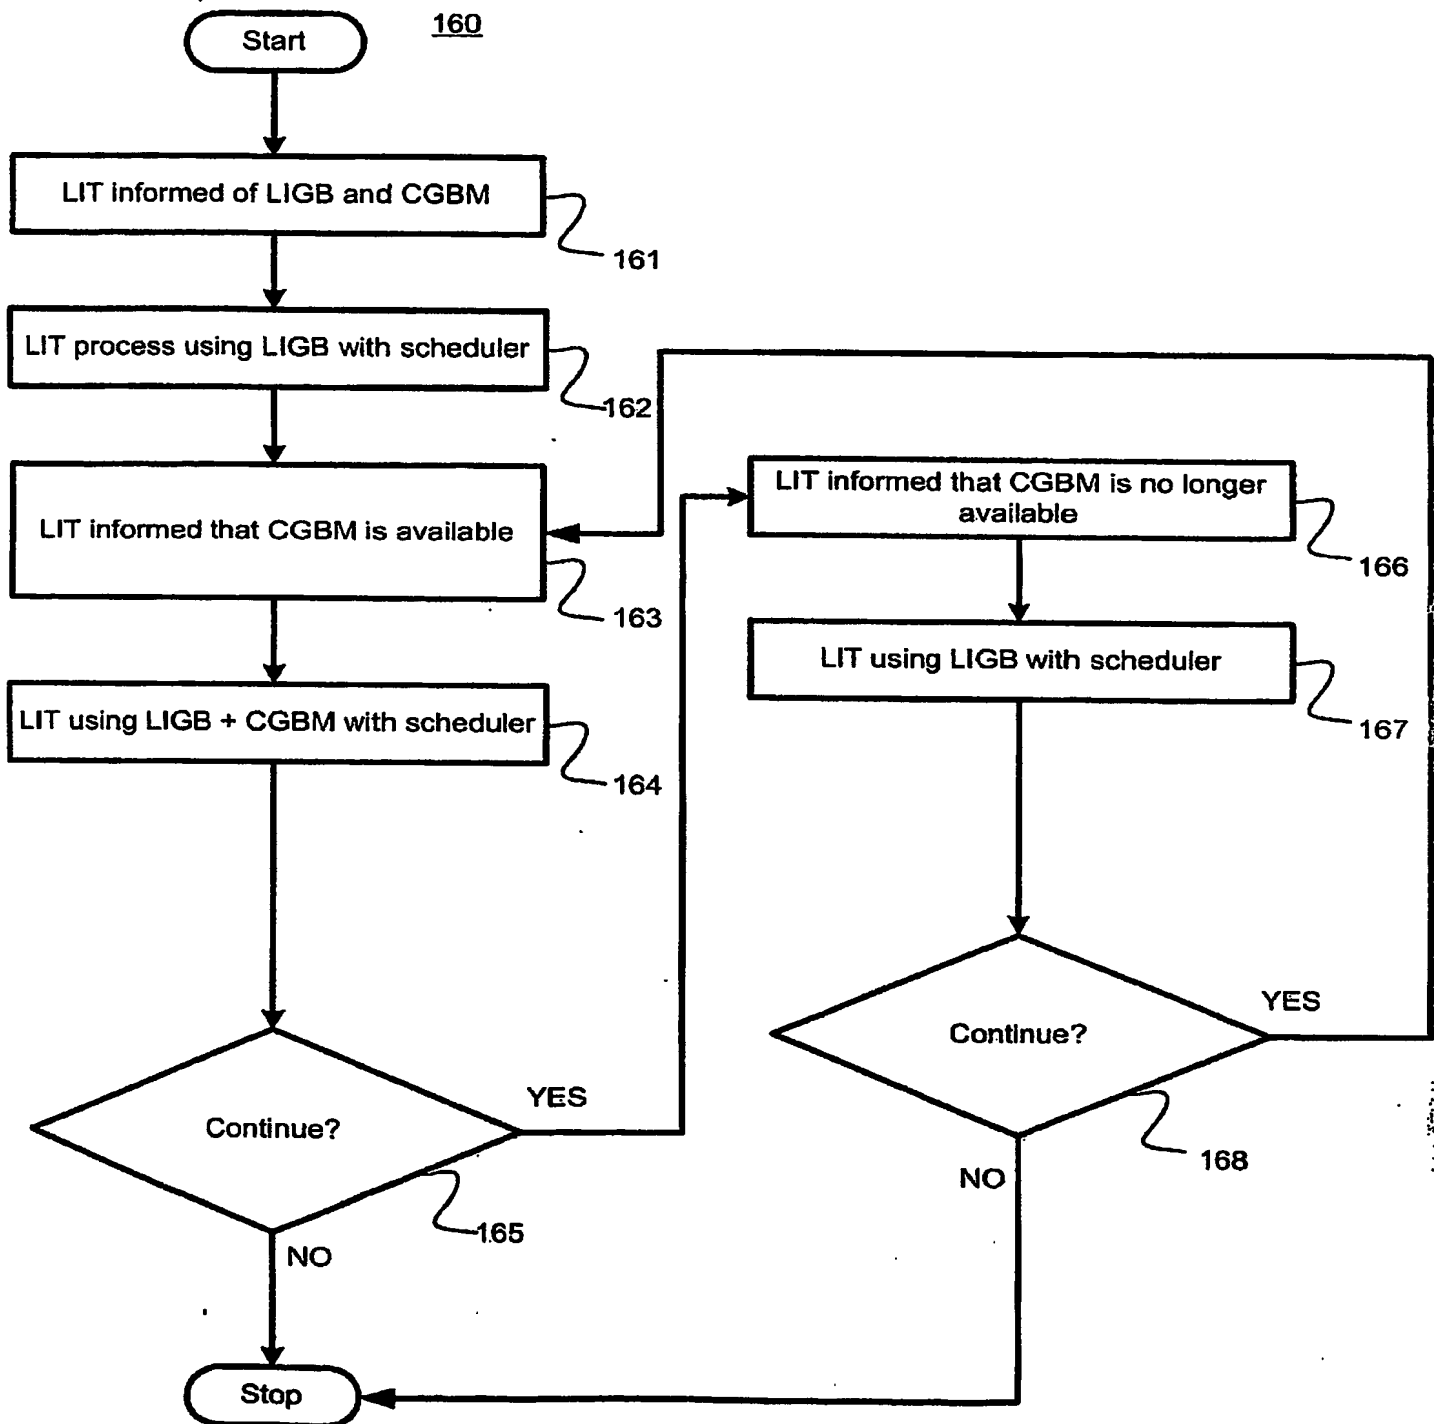 160
Start
LIT informed of LIGB and CGBM
161
LIT process using LIGB with scheduler
162
LIT informed that CGBM is available
163
LIT using LIGB + CGBM with scheduler
164
Continue?
YES
165
NO
LIT informed that CGBM is no longer
available
166
LIT using LIGB with scheduler
167
Continue?
YES
168
NO
Stop